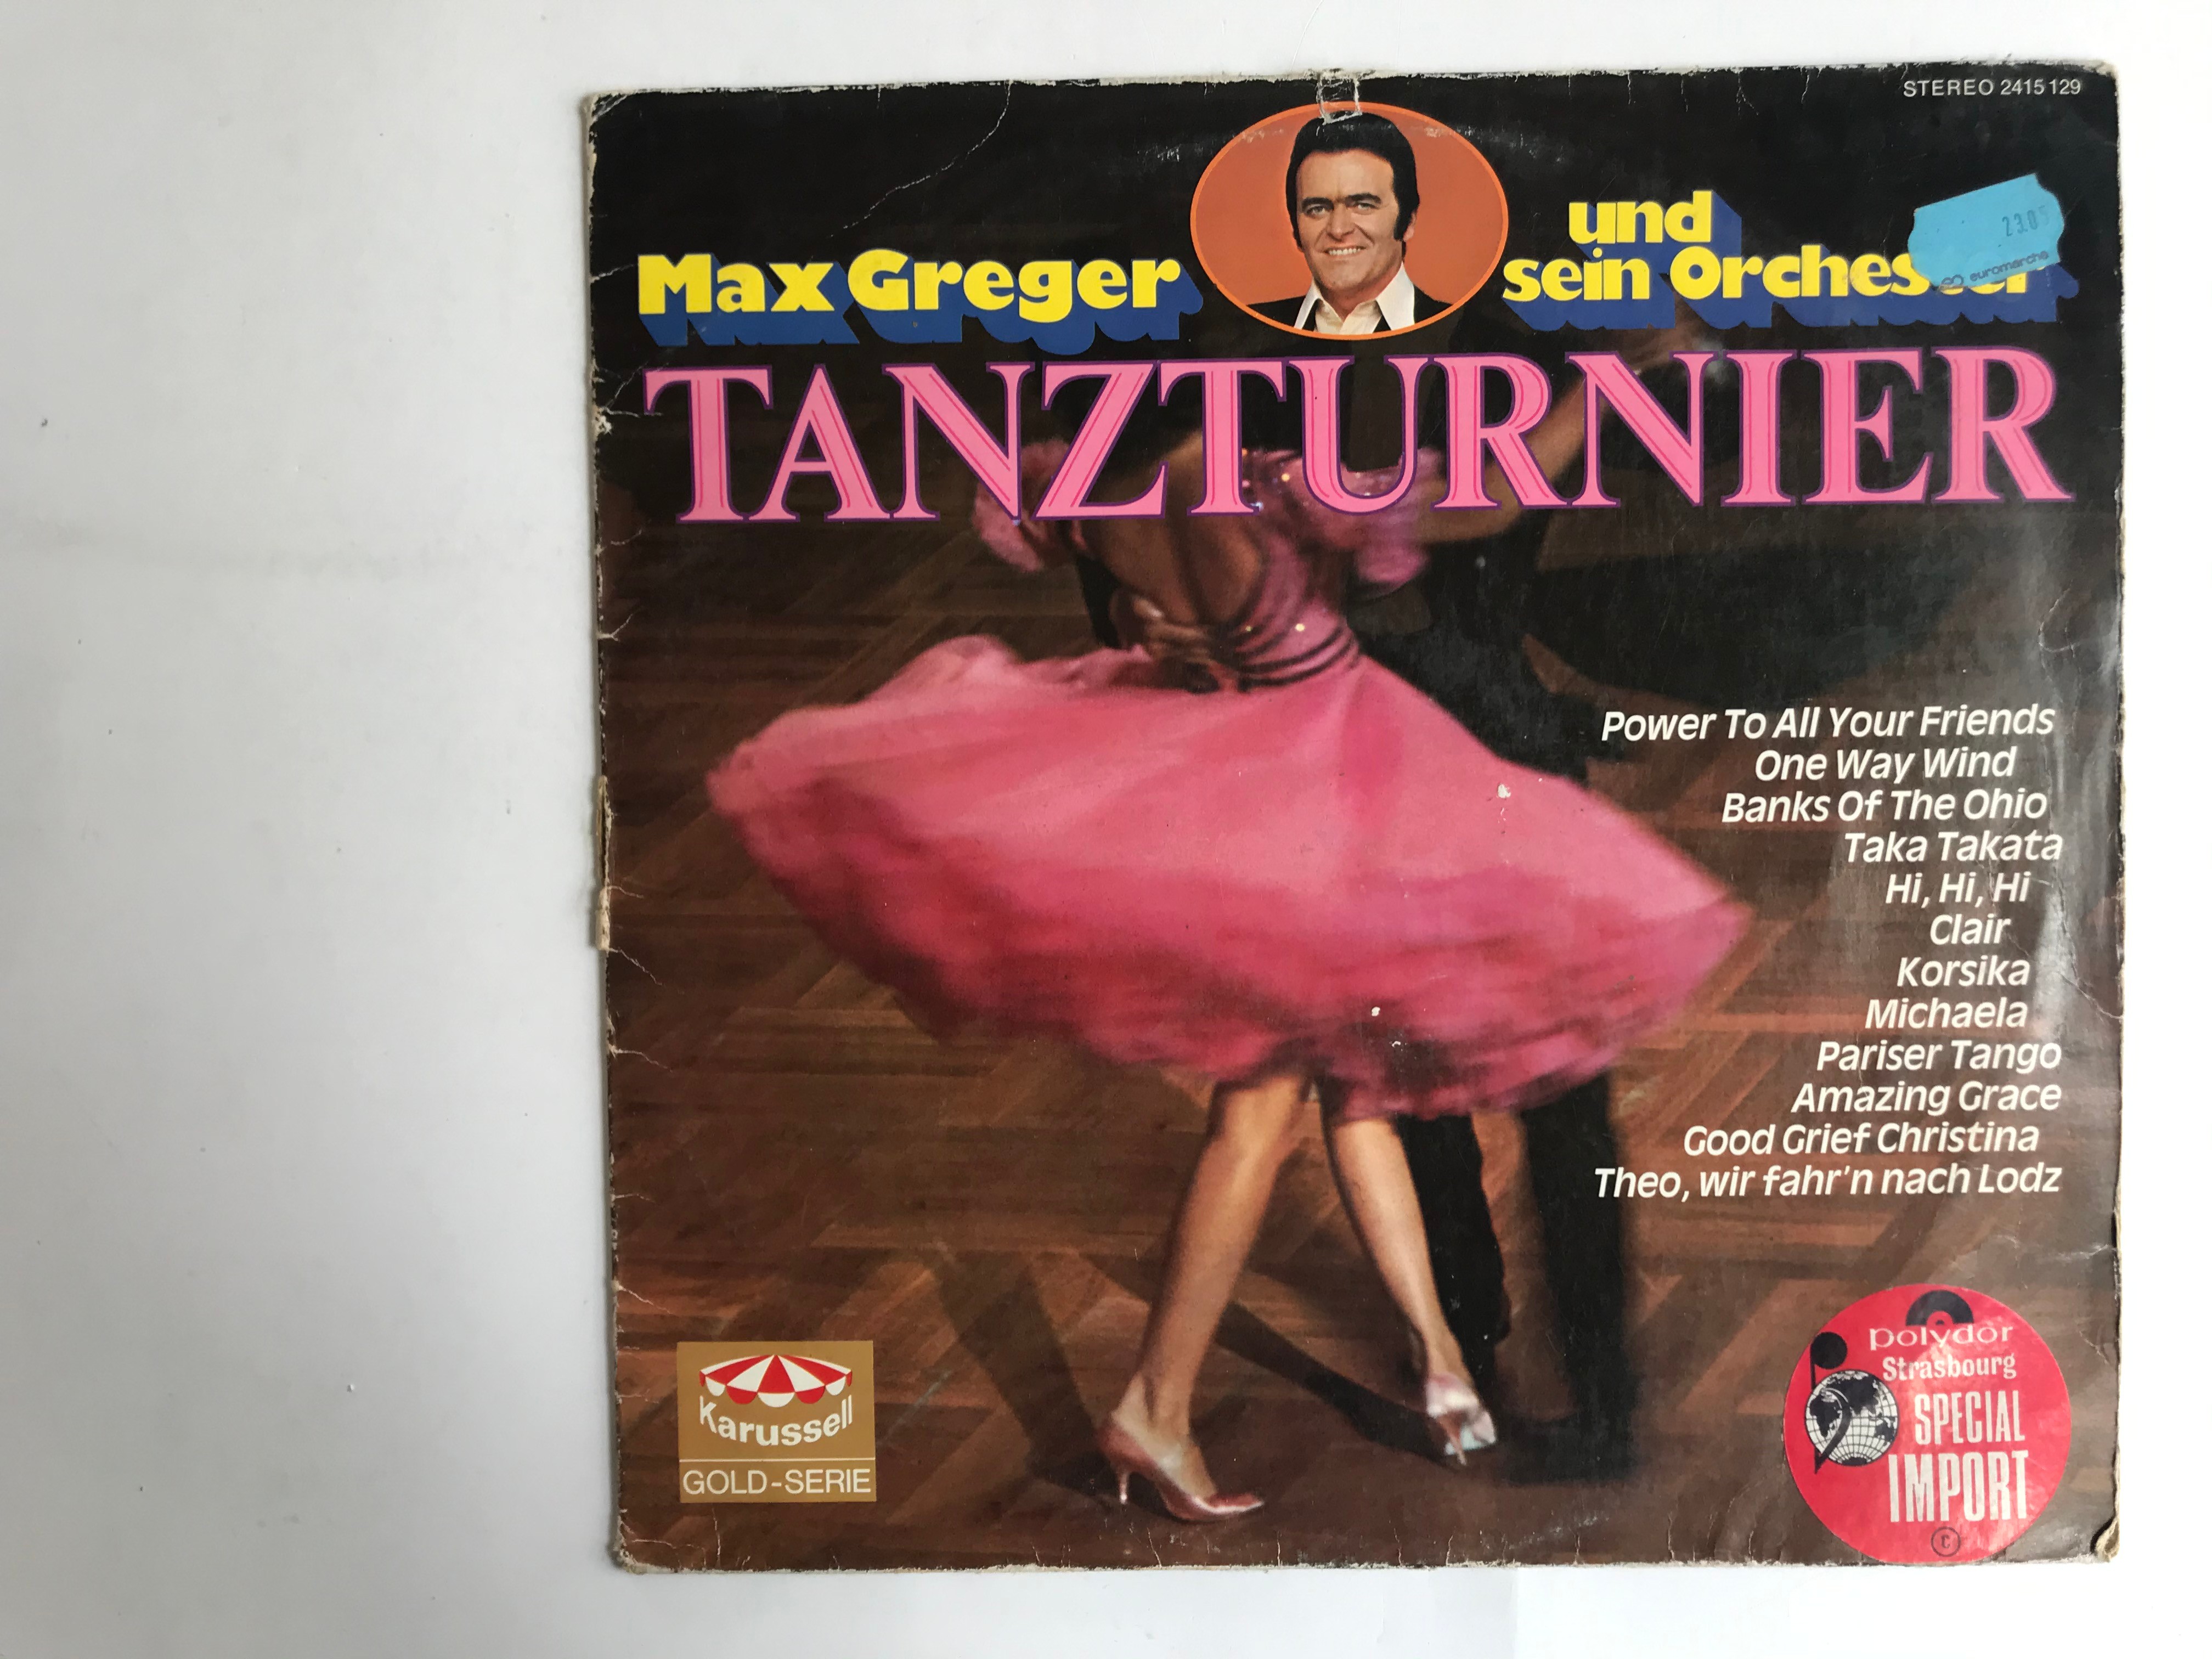 STEREO 2415 129
Max Greger
und
sein Orchester
euromarche
TANZTURNIER
Power To All Your Friends
One Way Wind
Banks Of The Ohio
Taka Takata
Hi, Hi, Hi
Clair
Korsika
Michaela
Pariser Tango
Amazing Grace
Good Grief Christina
Theo, wir fahr'n nach Lodz
Karussell
GOLD-SERIE
polydor
Strasbourg
SPECIAL
IMPORT
C